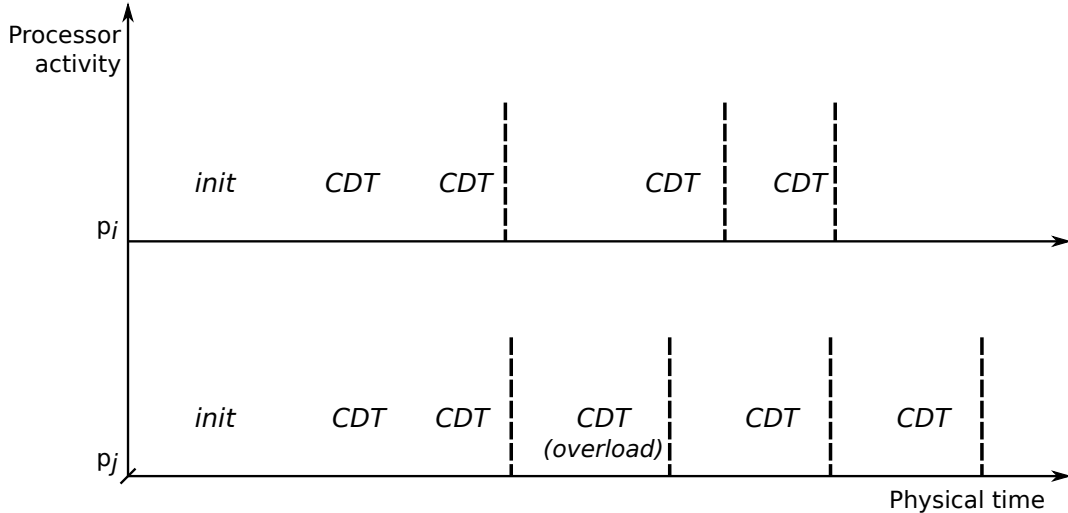 Processor
activity
init CDT CDT CDT CDT
pi
init CDT CDT CDT CDT CDT
(overload)
pj
Physical time